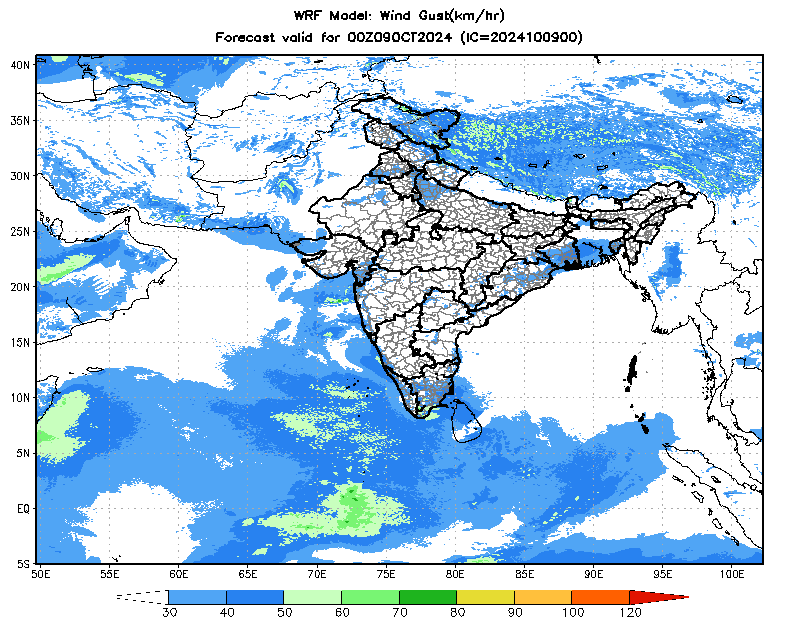 WRF Model: Wind Gust(km/hr)
Forecast valid for 00Z09OCT2024 (IC=2024100900)
40N
35N
30N
25N
20N
15N
10N
5N
EQ
5S
50E 55E 60E 65E 70E 75E 80E 85E 90E 95E 100E
30 40 50 60 70 80 90 100 120